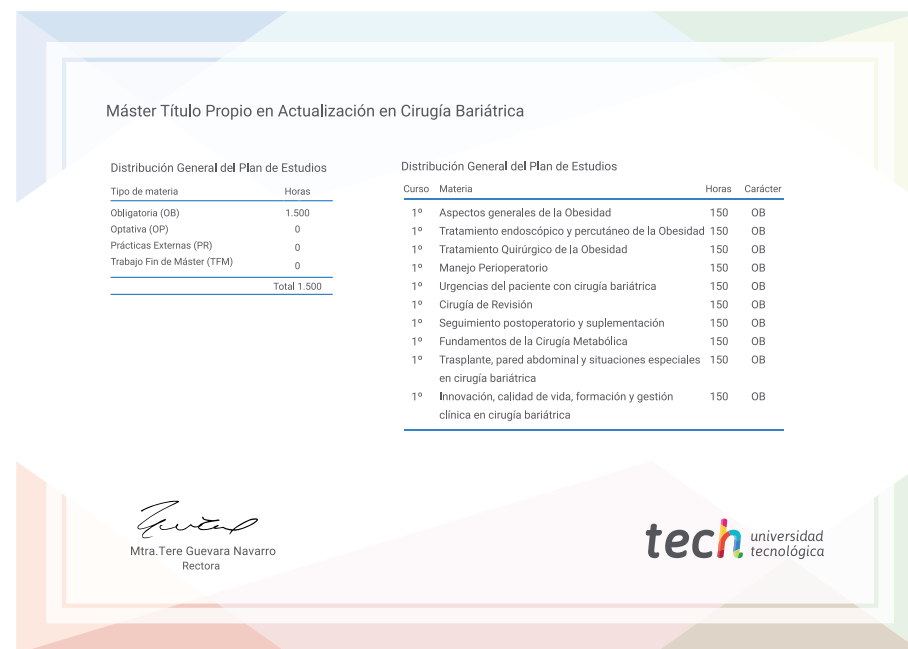 Máster Título Propio en Actualización en Cirugía Bariátrica
Distribución General del Plan de Estudios
Tipo de materia Horas
Obligatoria (OB) 1.500
Optativa (OP) 0
Prácticas Externas (PR) 0
Trabajo Fin de Máster (TFM) 0
Total 1.500
Distribución General del Plan de Estudios
Curso Materia Horas Carácter
1º Aspectos generales de la Obesidad 150 OB
1º Tratamiento endoscópico y percutáneo de la Obesidad 150 OB
1º Tratamiento Quirúrgico de la Obesidad 150 OB
1º Manejo Perioperatorio 150 OB
1º Urgencias del paciente con cirugía bariátrica 150 OB
1º Cirugía de Revisión 150 OB
1º Seguimiento postoperatorio y suplementación 150 OB
1º Fundamentos de la Cirugía Metabólica 150 OB
1º Trasplante, pared abdominal y situaciones especiales 150 OB
en cirugía bariátrica
1º Innovación, calidad de vida, formación y gestión 150 OB
clínica en cirugía bariátrica
Mtra.Tere Guevara Navarro
Rectora
tech universidad
tecnológica